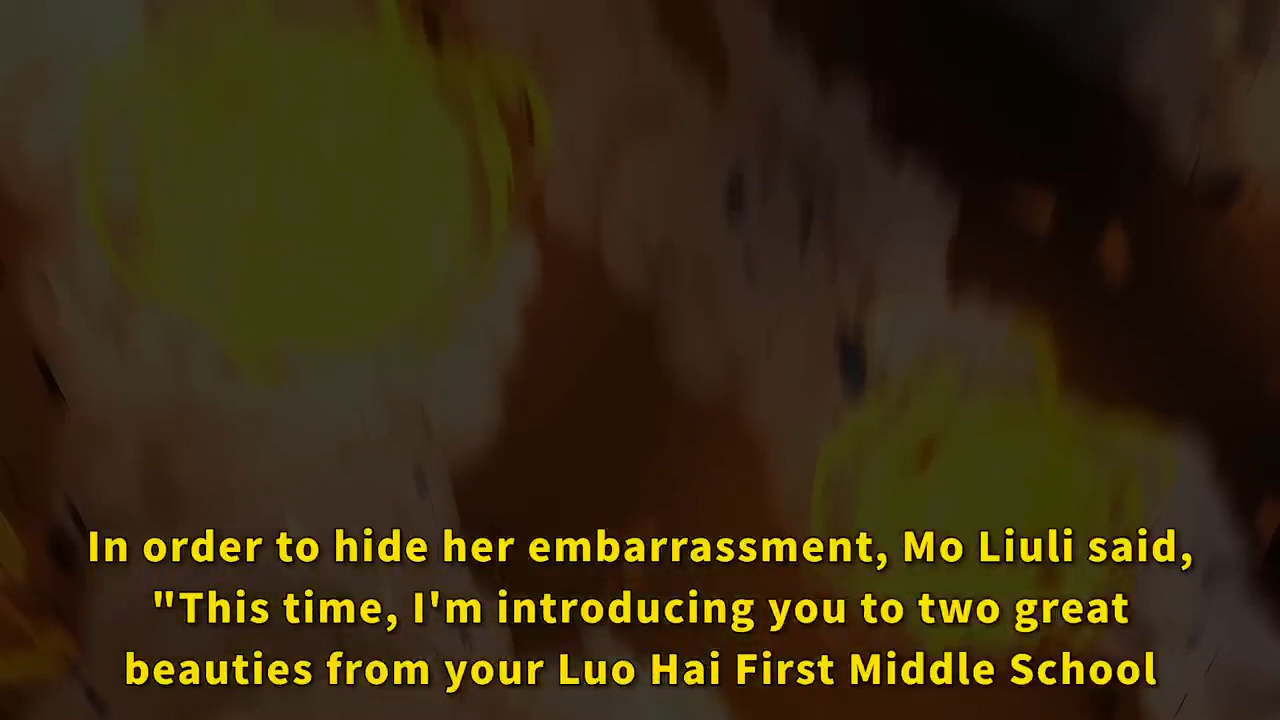 In order to hide her embarrassment, Mo Liuli said,
"This time, I'm introducing you to two great
beauties from your Luo Hai First Middle School